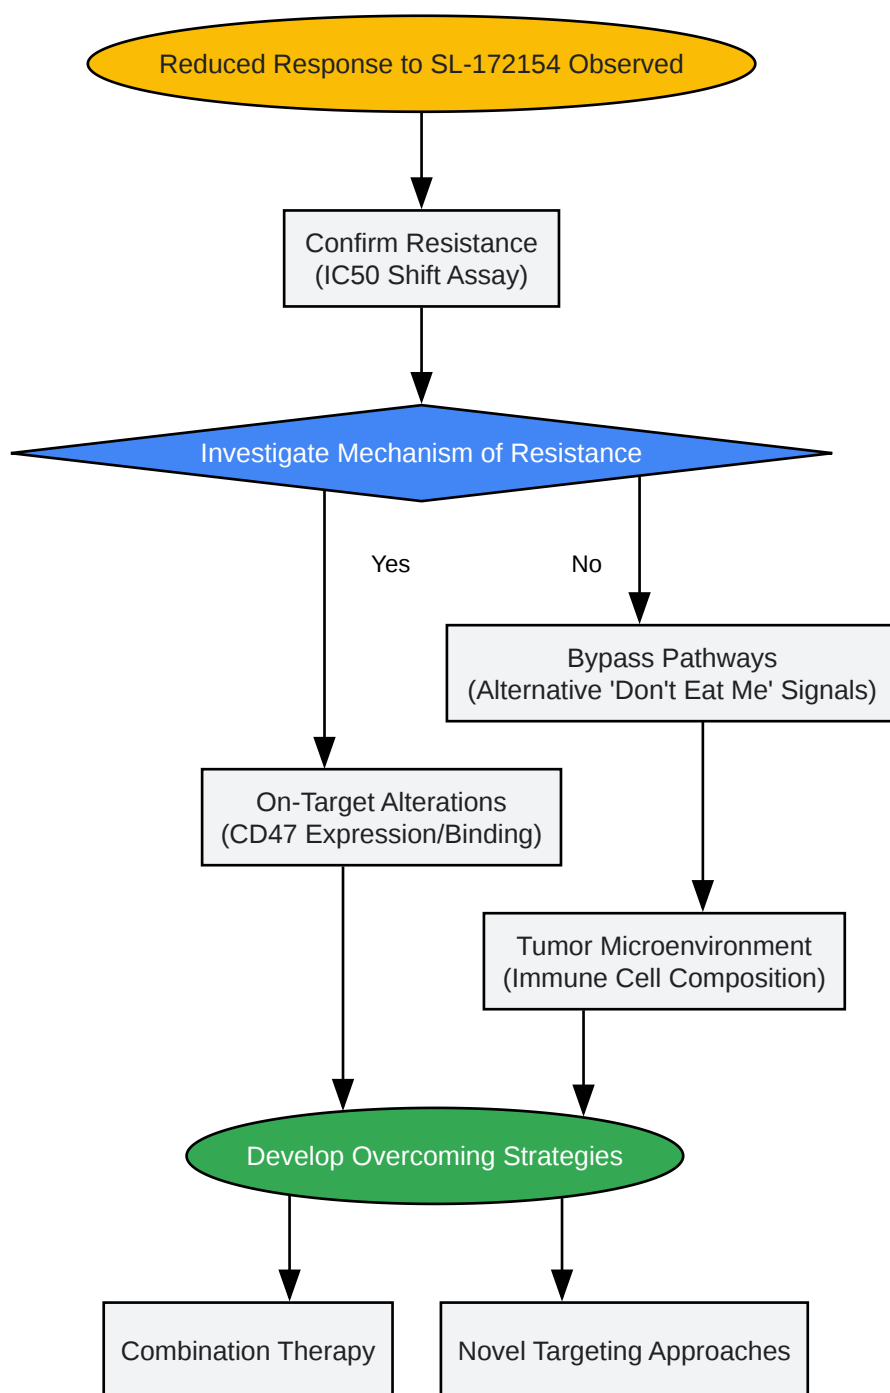 Reduced Response to SL-172154 Observed
Confirm Resistance
(IC50 Shift Assay)
Investigate Mechanism of Resistance
Yes
No
Bypass Pathways
(Alternative 'Don't Eat Me' Signals)
On-Target Alterations
(CD47 Expression/Binding)
Tumor Microenvironment
(Immune Cell Composition)
Develop Overcoming Strategies
Combination Therapy
Novel Targeting Approaches